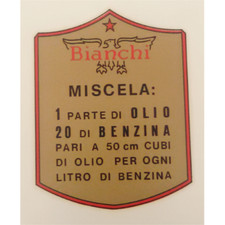 Bianchi
MISCELA:
1 PARTE DI OLIO
20 DI BENZINA
PARI A 50 cm CUBI
DI OLIO PER OGNI
LITRO DI BENZINA